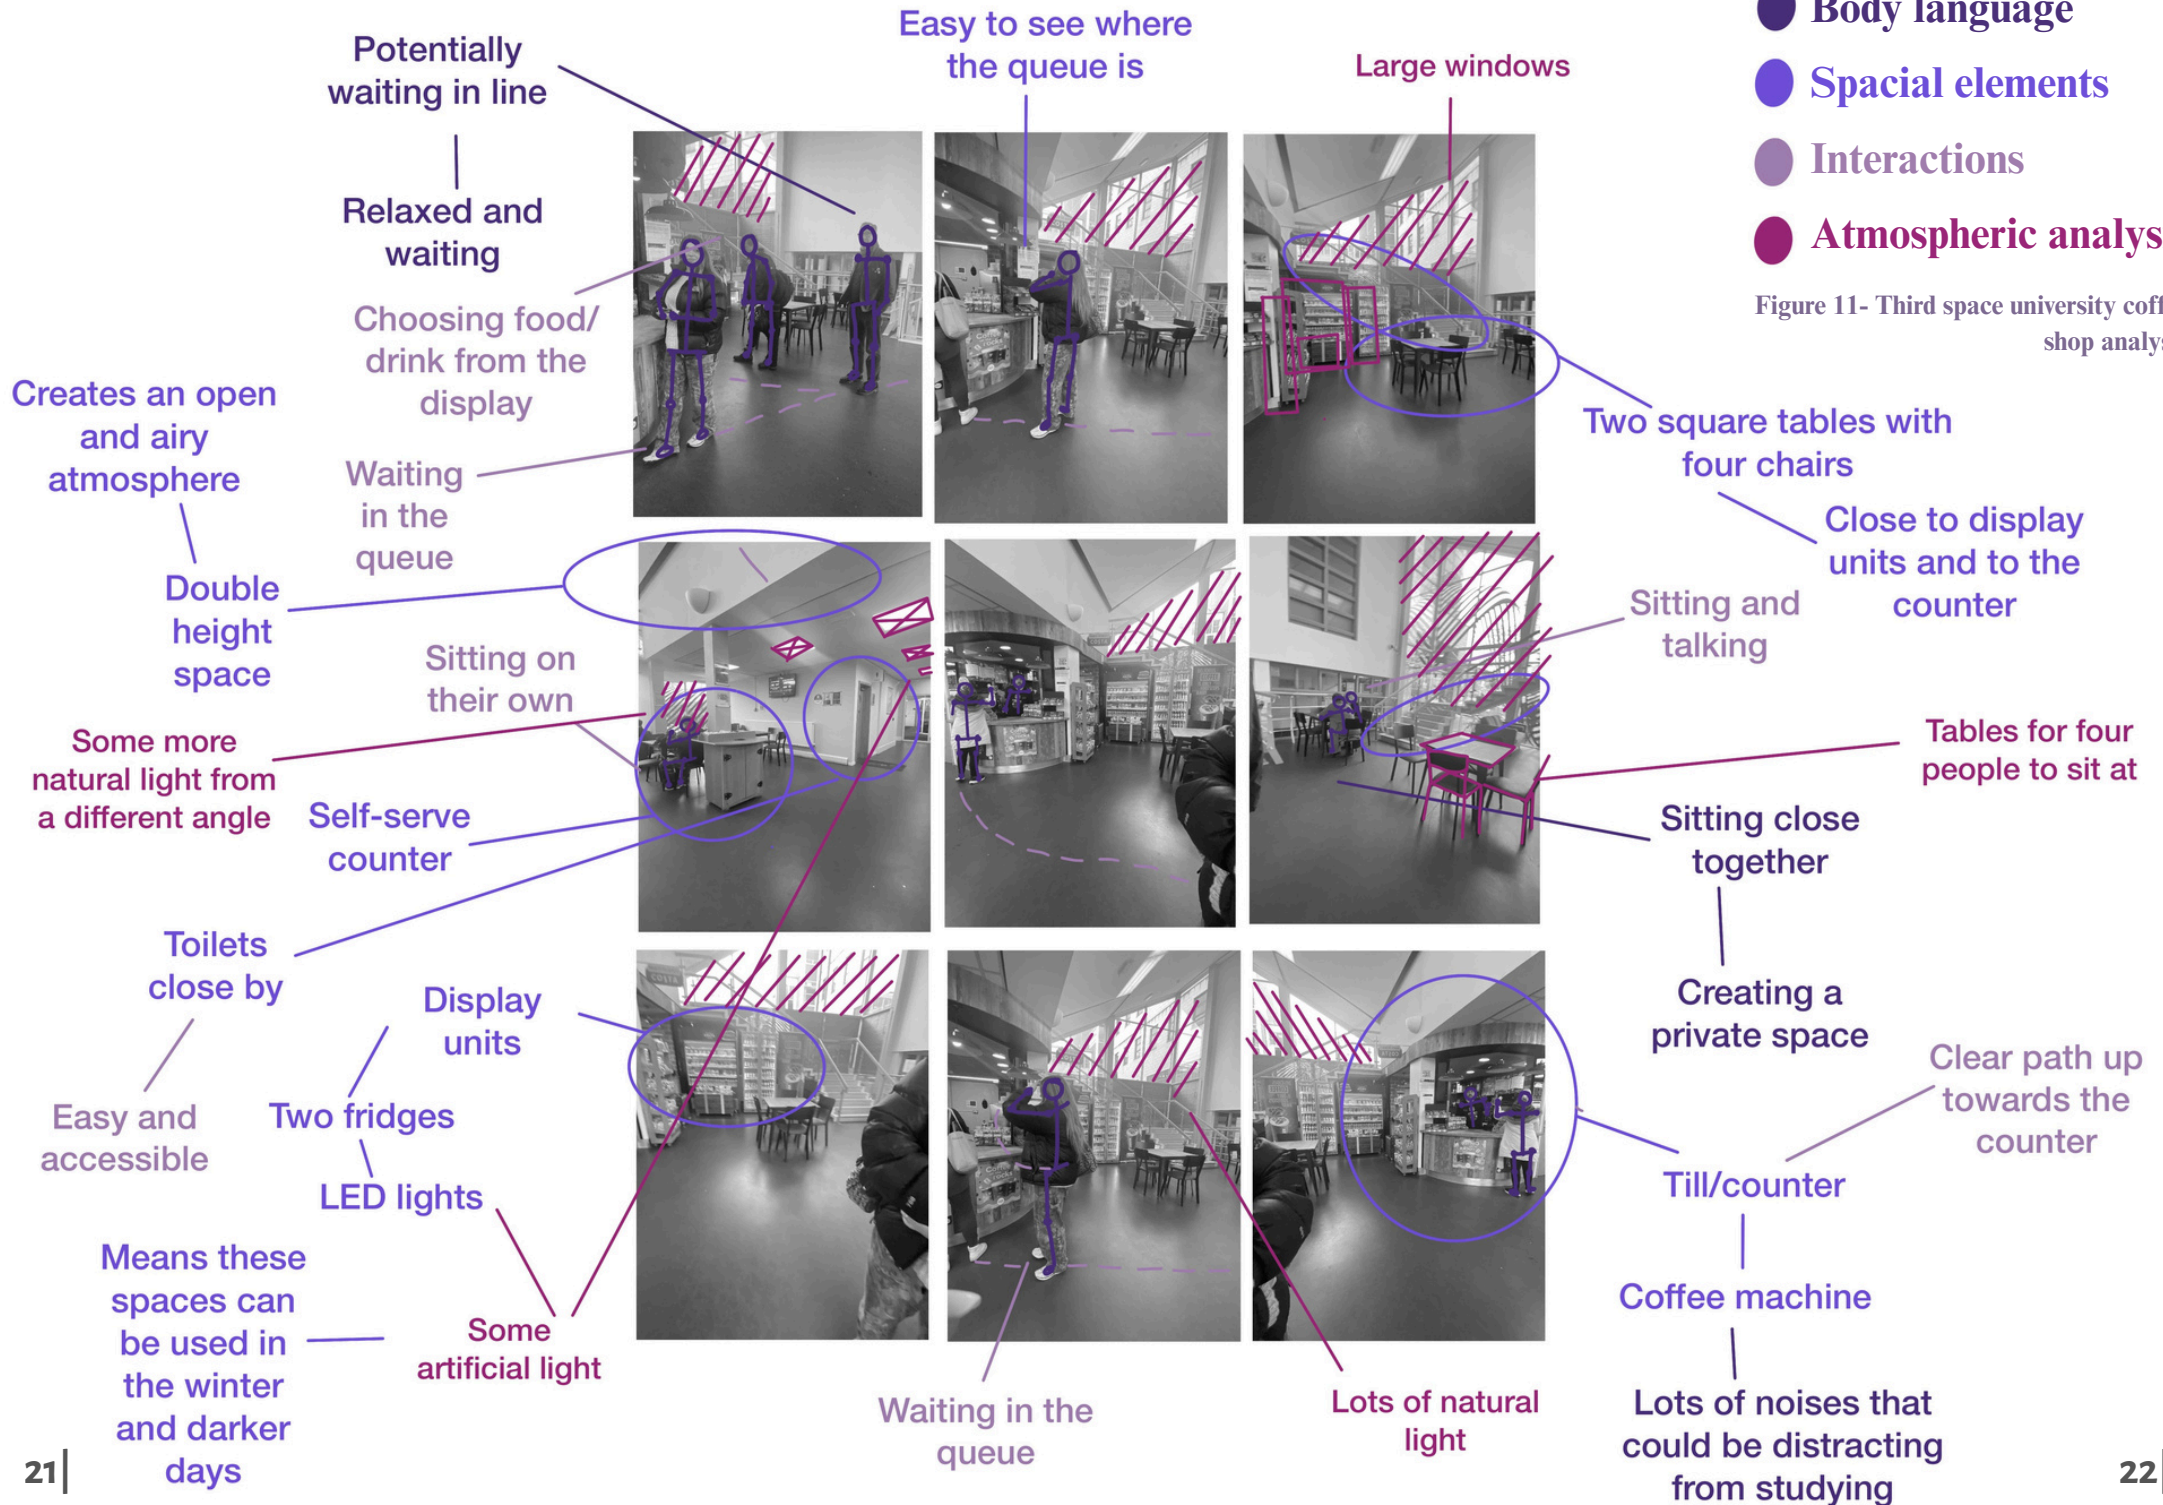 Potentially
waiting in line
Easy to see where
the queue is
Large windows
Body language
Spacial elements
Interactions
Atmospheric analys
Figure 11- Third space university coff
shop analys
Relaxed and
waiting
Choosing food/
drink from the
display
Waiting
in the
queue
Creates an open
and airy
atmosphere
Double
height
space
Sitting on
their own
Some more
natural light from
a different angle
Self-serve
counter
Toilets
close by
Easy and
accessible
Display
units
Two fridges
LED lights
Means these
spaces can
be used in
the winter
and darker
days
Some
artificial light
COSTA
Two square tables with
four chairs
Close to display
units and to the
counter
Sitting and
talking
Tables for four
people to sit at
Sitting close
together
Creating a
private space
Clear path up
towards the
counter
Till/counter
Coffee machine
Lots of noises that
could be distracting
from studying
Waiting in the
queue
Lots of natural
light
21
22